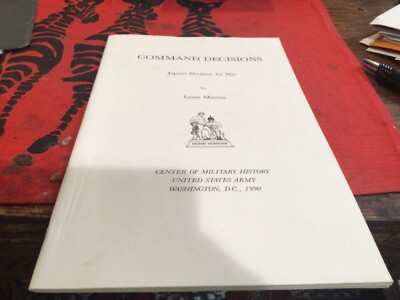 COMMAND DECISIONS
Japan's Decision for War
by
Louis Morton
CENTER OF MILITARY HISTORY
UNITED STATES ARMY
WASHINGTON, D.C., 1990